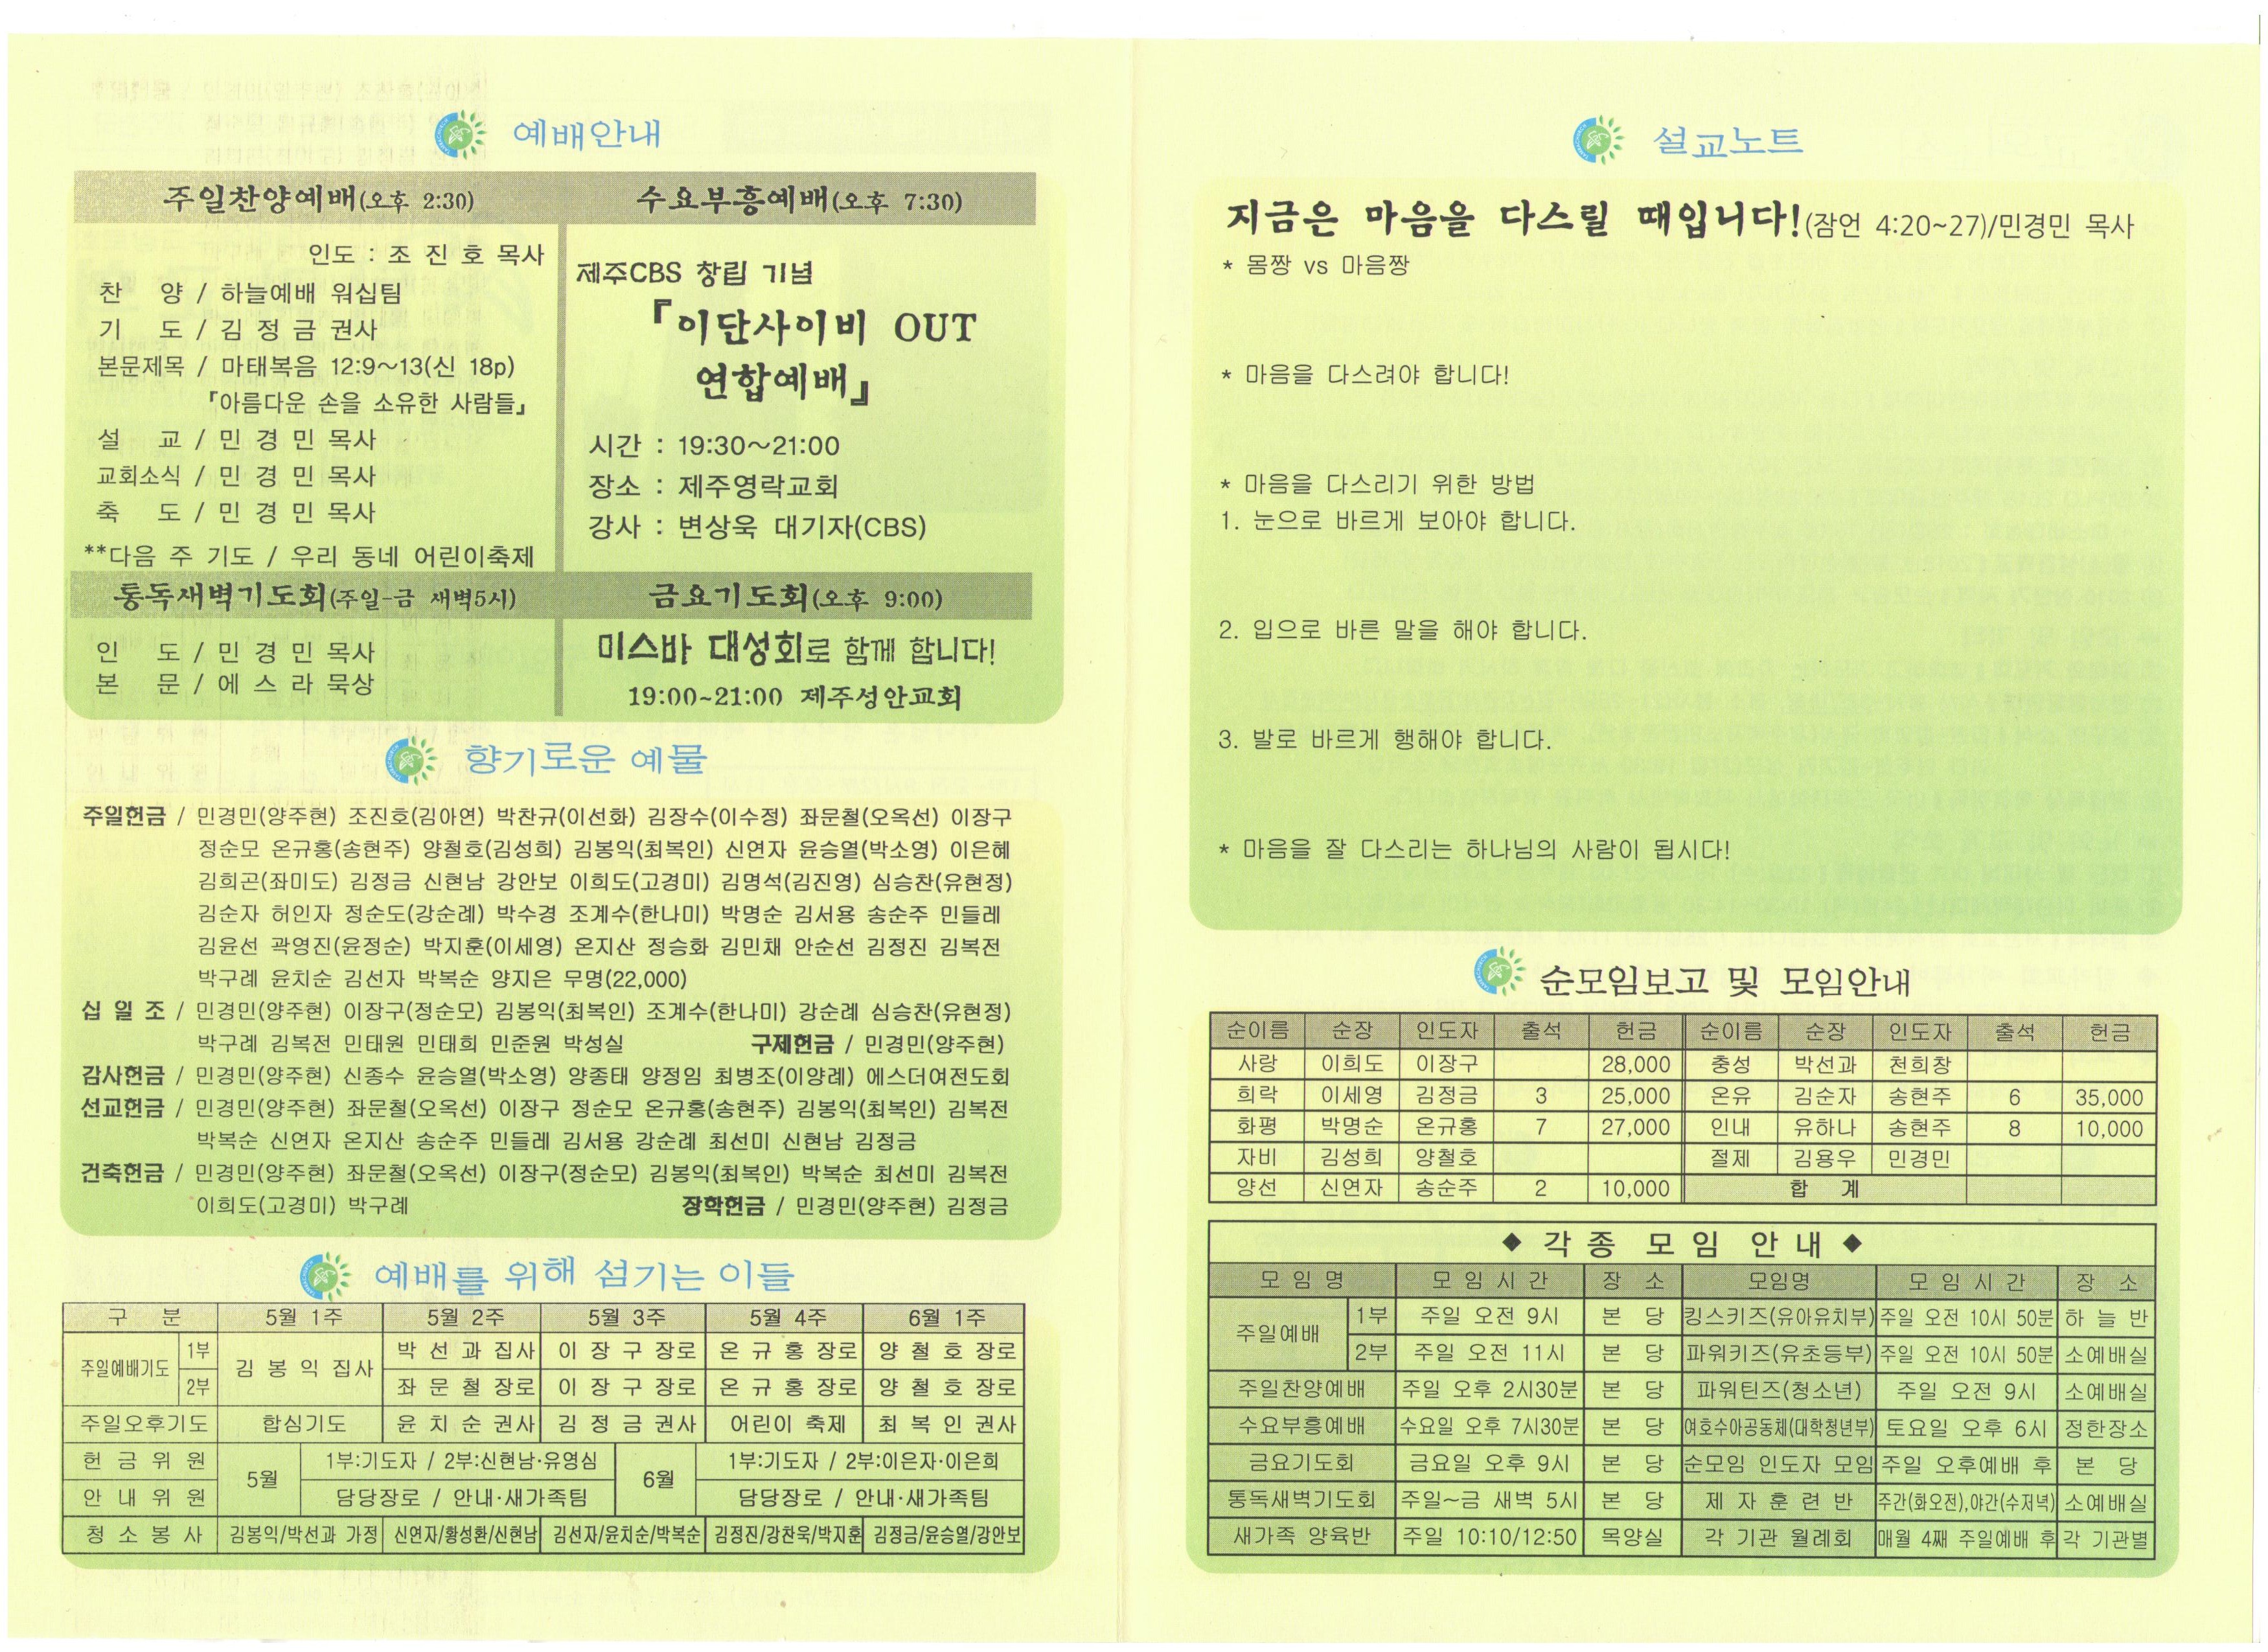 예배안내
주일찬양예배(오후 2:30)
인도 : 조 진 호 목사
찬 양 / 하늘예배 워십팀
기 도 / 김 정 금 권사
본문제목 / 마태복음 12:9~13(신 18p)
『아름다운 손을 소유한 사람들』
설 교 / 민 경 민 목사
교회소식 / 민 경 민 목사
축 도 / 민 경 민 목사
**다음 주 기도 / 우리 동네 어린이축제
수요부흥예배(오후 7:30)
제주CBS 창립 기념
『이단사이비 OUT
연합예배』
시간 : 19:30~21:00
장소 : 제주영락교회
강사 : 변상욱 대기자(CBS)
통독새벽기도회(주일-금 새벽5시)
인 도 / 민 경 민 목사
본 문 / 에 스 라 묵상
금요기도회(오후 9:00)
미스바 대성회로 함께 합니다!
19:00~21:00 제주성안교회
향기로운 예물
주일헌금 / 민경민(양주현) 조진호(김아연) 박찬규(이선화) 김장수(이수정) 좌문철(오옥선) 이장구
정순모 온규홍(송현주) 양철호(김성희) 김봉익(최복인) 신연자 윤승열(박소영) 이은혜
김희곤(좌미도) 김정금 신현남 강안보 이희도(고경미) 김명석(김진영) 심승찬(유현정)
김순자 허인자 정순도(강순례) 박수경 조계수(한나미) 박명순 김서용 송순주 민들레
김윤선 곽영진(윤정순) 박지훈(이세영) 온지산 정승화 김민채 안순선 김정진 김복전
박구례 윤치순 김선자 박복순 양지은 무명(22,000)
십 일 조 / 민경민(양주현) 이장구(정순모) 김봉익(최복인) 조계수(한나미) 강순례 심승찬(유현정)
박구례 김복전 민태원 민태희 민준원 박성실 구제헌금 / 민경민(양주현)
감사헌금 / 민경민(양주현) 신종수 윤승열(박소영) 양종태 양정임 최병조(이양례) 에스더여전도회
선교헌금 / 민경민(양주현) 좌문철(오옥선) 이장구 정순모 온규홍(송현주) 김봉익(최복인) 김복전
박복순 신연자 온지산 송순주 민들레 김서용 강순례 최선미 신현남 김정금
건축헌금 / 민경민(양주현) 좌문철(오옥선) 이장구(정순모) 김봉익(최복인) 박복순 최선미 김복전
이희도(고경미) 박구례 장학헌금 / 민경민(양주현) 김정금
예배를 위해 섬기는 이들
구 분 5월 1주 5월 2주 5월 3주 5월 4주 6월 1주
주일예배기도 1부 김 봉 익 집사 박 선 과 집사 이 장 구 장로 온 규 홍 장로 양 철 호 장로
2부 좌 문 철 장로 이 장 구 장로 온 규 홍 장로 양 철 호 장로
주일오후기도 합심기도 윤 치 순 권사 김 정 금 권사 어린이 축제 최 복 인 권사
헌 금 위 원 5월 1부:기도자 / 2부:신현남·유영심 6월 1부:기도자 / 2부:이은자·이은희
안 내 위 원 담당장로 / 안내·새가족팀 담당장로 / 안내·새가족팀
청 소 봉 사 김봉익/박선과 가정 신연자/황성환/신현남 김선자/윤치순/박복순 김정진/강찬욱/박지훈 김정금/윤승열/강안보
설교노트
지금은 마음을 다스릴 때입니다!(잠언 4:20~27)/민경민 목사
* 몸짱 vs 마음짱
* 마음을 다스려야 합니다!
* 마음을 다스리기 위한 방법
1. 눈으로 바르게 보아야 합니다.
2. 입으로 바른 말을 해야 합니다.
3. 발로 바르게 행해야 합니다.
* 마음을 잘 다스리는 하나님의 사람이 됩시다!
순모임보고 및 모임안내
순이름 순장 인도자 출석 헌금 순이름 순장 인도자 출석 헌금
사랑 이희도 이장구 28,000 충성 박선과 천희창
희락 이세영 김정금 3 25,000 온유 김순자 송현주 6 35,000
화평 박명순 온규홍 7 27,000 인내 유하나 송현주 8 10,000
자비 김성희 양철호 절제 김용우 민경민
양선 신연자 송순주 2 10,000 합 계
◆ 각 종 모 임 안 내 ◆
모 임 명 모 임 시 간 장 소 모임명 모 임 시 간 장 소
주일예배 1부 주일 오전 9시 본 당 킹스키즈(유아유치부) 주일 오전 10시 50분 하 늘 반
2부 주일 오전 11시 본 당 파워키즈(유초등부) 주일 오전 10시 50분 소예배실
주일찬양예배 주일 오후 2시30분 본 당 파워틴즈(청소년) 주일 오전 9시 소예배실
수요부흥예배 수요일 오후 7시30분 본 당 여호수아공동체(대학청년부) 토요일 오후 6시 정한장소
금요기도회 금요일 오후 9시 본 당 순모임 인도자 모임 주일 오후예배 후 본 당
통독새벽기도회 주일~금 새벽 5시 본 당 제 자 훈 련 반 주간(화오전),야간(수저녁) 소예배실
새가족 양육반 주일 10:10/12:50 목양실 각 기관 월례회 매월 4째 주일예배 후 각 기관별